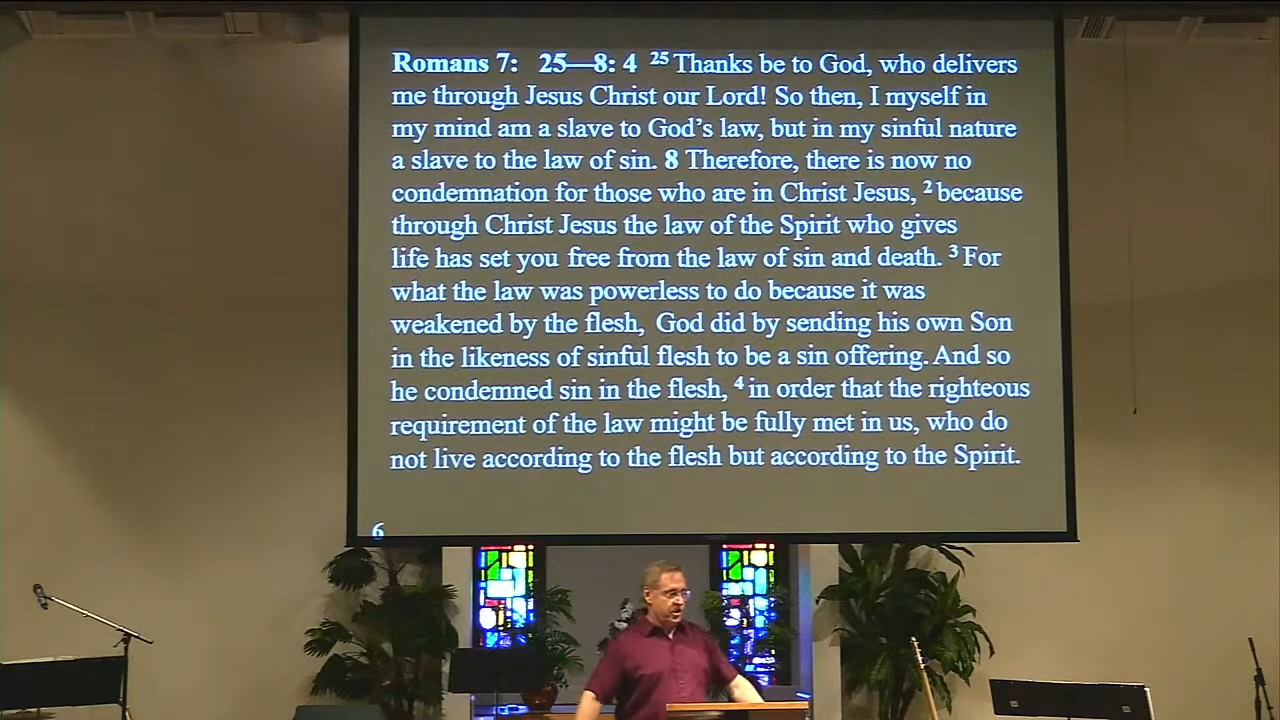 Romans 7: 25—8: 4 25 Thanks be to God, who delivers
me through Jesus Christ our Lord! So then, I myself in
my mind am a slave to God’s law, but in my sinful nature
a slave to the law of sin. 8 Therefore, there is now no
condemnation for those who are in Christ Jesus, 2 because
through Christ Jesus the law of the Spirit who gives
life has set you free from the law of sin and death. 3 For
what the law was powerless to do because it was
weakened by the flesh, God did by sending his own Son
in the likeness of sinful flesh to be a sin offering. And so
he condemned sin in the flesh, 4 in order that the righteous
requirement of the law might be fully met in us, who do
not live according to the flesh but according to the Spirit.
6